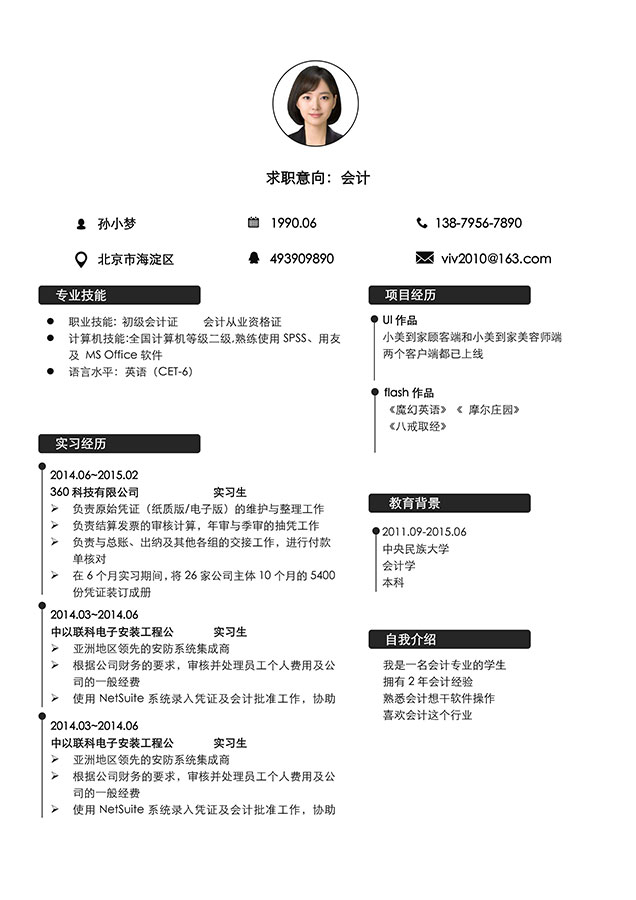 求职意向：会计
孙小梦
1990.06
138-7956-7890
北京市海淀区
493909890
viv2010@163.com
专业技能
职业技能: 初级会计证 会计从业资格证
计算机技能:全国计算机等级二级,熟练使用 SPSS、用友
及 MS Office 软件
语言水平：英语（CET-6）
实习经历
2014.06~2015.02
360 科技有限公司 实习生
负责原始凭证（纸质版/电子版）的维护与整理工作
负责结算发票的审核计算，年审与季审的抽凭工作
负责与总账、出纳及其他各组的交接工作，进行付款
单核对
在 6 个月实习期间,将 26 家公司主体 10 个月的 5400
份凭证装订成册
2014.03~2014.06
中以联科电子安装工程公 实习生
亚洲地区领先的安防系统集成商
根据公司财务的要求，审核并处理员工个人费用及公
司的一般经费
使用 NetSuite 系统录入凭证及会计批准工作，协助
2014.03~2014.06
中以联科电子安装工程公 实习生
亚洲地区领先的安防系统集成商
根据公司财务的要求，审核并处理员工个人费用及公
司的一般经费
使用 NetSuite 系统录入凭证及会计批准工作，协助
项目经历
UI 作品
小美到家顾客端和小美到家美容师端
两个客户端都已上线
flash 作品
《魔幻英语》《 摩尔庄园》
《八戒取经》
教育背景
2011.09-2015.06
中央民族大学
会计学
本科
自我介绍
我是一名会计专业的学生
拥有 2 年会计经验
熟悉会计想干软件操作
喜欢会计这个行业